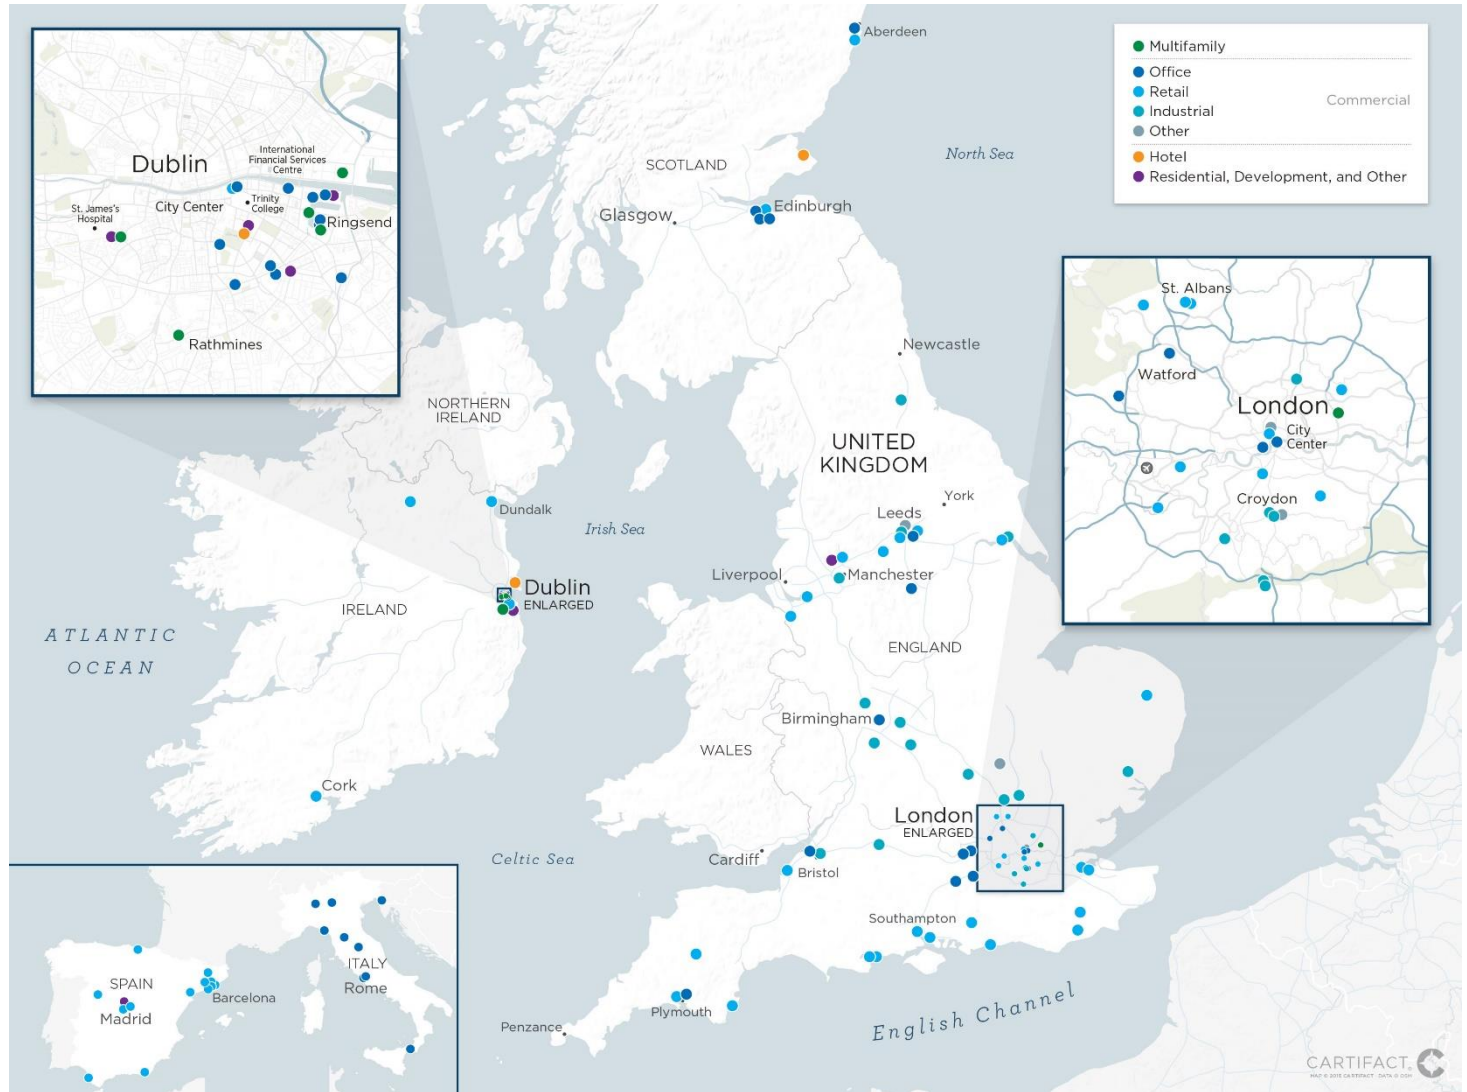 Dublin
International
Financial Services
Centre
St. James's
Hospital
City Center
Trinity
College
Ringsend
Rathmines
Aberdeen
Multifamily
Office
Retail
Industrial
Other
Commercial
Hotel
Residential, Development, and Other
North Sea
SCOTLAND
Glasgow
Edinburgh
Newcastle
NORTHERN
IRELAND
UNITED
KINGDOM
St. Albans
Watford
London
City
Center
Croydon
Dundalk
Irish Sea
York
Leeds
Liverpool
Manchester
Dublin
ENLARGED
IRELAND
ATLANTIC
OCEAN
ENGLAND
Birmingham
WALES
Cork
London
ENLARGED
Celtic Sea
Cardiff
Bristol
Southampton
Plymouth
Penzance
English Channel
SPAIN
Madrid
Barcelona
ITALY
Rome
CARTIFACT